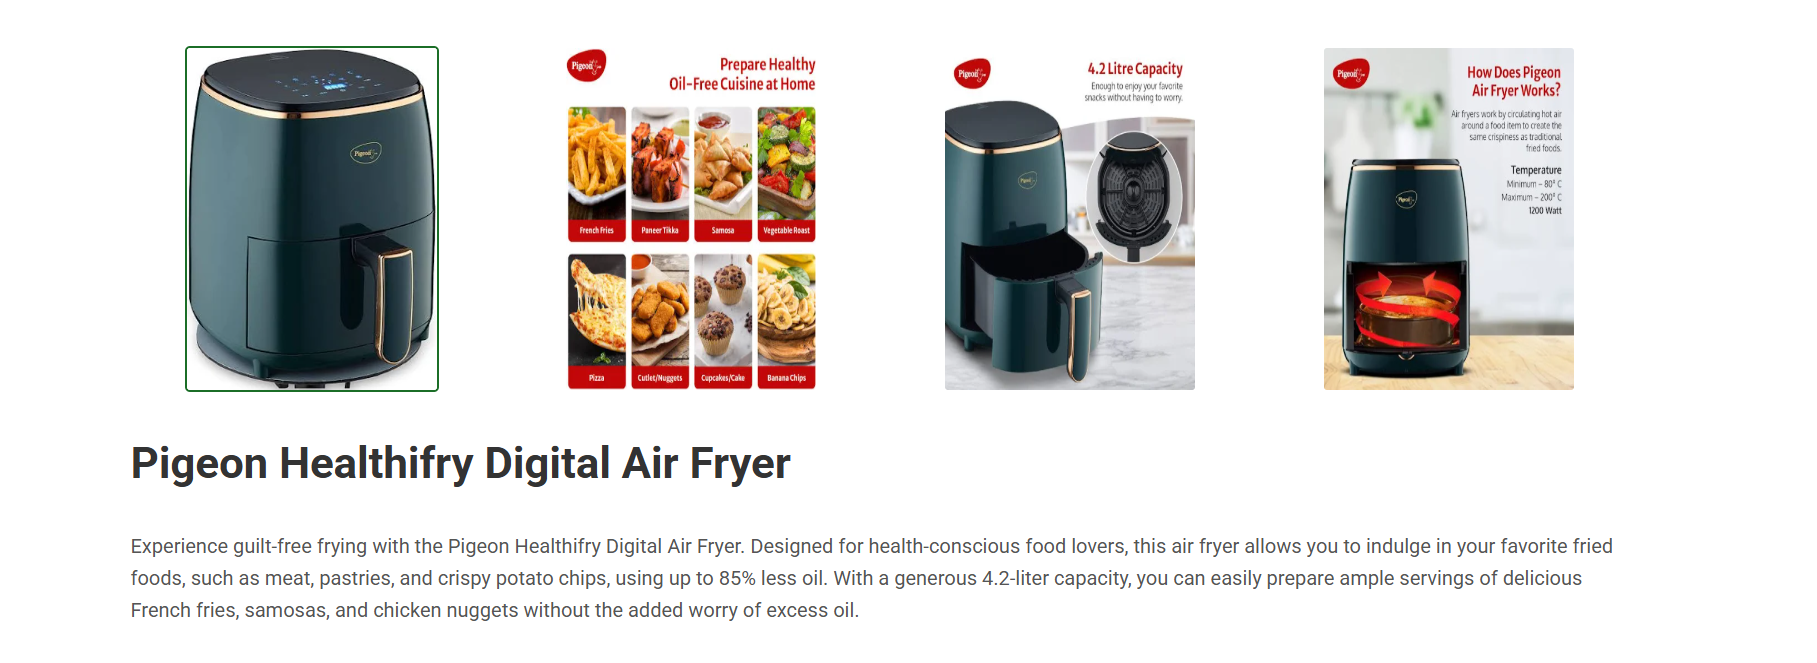 Pigeon
Pigeon
Prepare Healthy
Oil-Free Cuisine at Home
French Fries
Paneer Tikka
Samosa
Vegetable Roast
Pizza
Cutlet/Nuggets
Cupcakes/Cake
Banana Chips
Pigeon
4.2 Litre Capacity
Enough to enjoy your favorite
snacks without having to worry.
Pigeon
Pigeon
How Does Pigeon
Air Fryer Works?
Air fryers work by circulating hot air
around a food item to create the
same crispiness as traditional
fried foods.
Temperature
Minimum – 80° C
Maximum – 200° C
1200 Watt
Pigeon
Pigeon Healthifry Digital Air Fryer
Experience guilt-free frying with the Pigeon Healthifry Digital Air Fryer. Designed for health-conscious food lovers, this air fryer allows you to indulge in your favorite fried
foods, such as meat, pastries, and crispy potato chips, using up to 85% less oil. With a generous 4.2-liter capacity, you can easily prepare ample servings of delicious
French fries, samosas, and chicken nuggets without the added worry of excess oil.